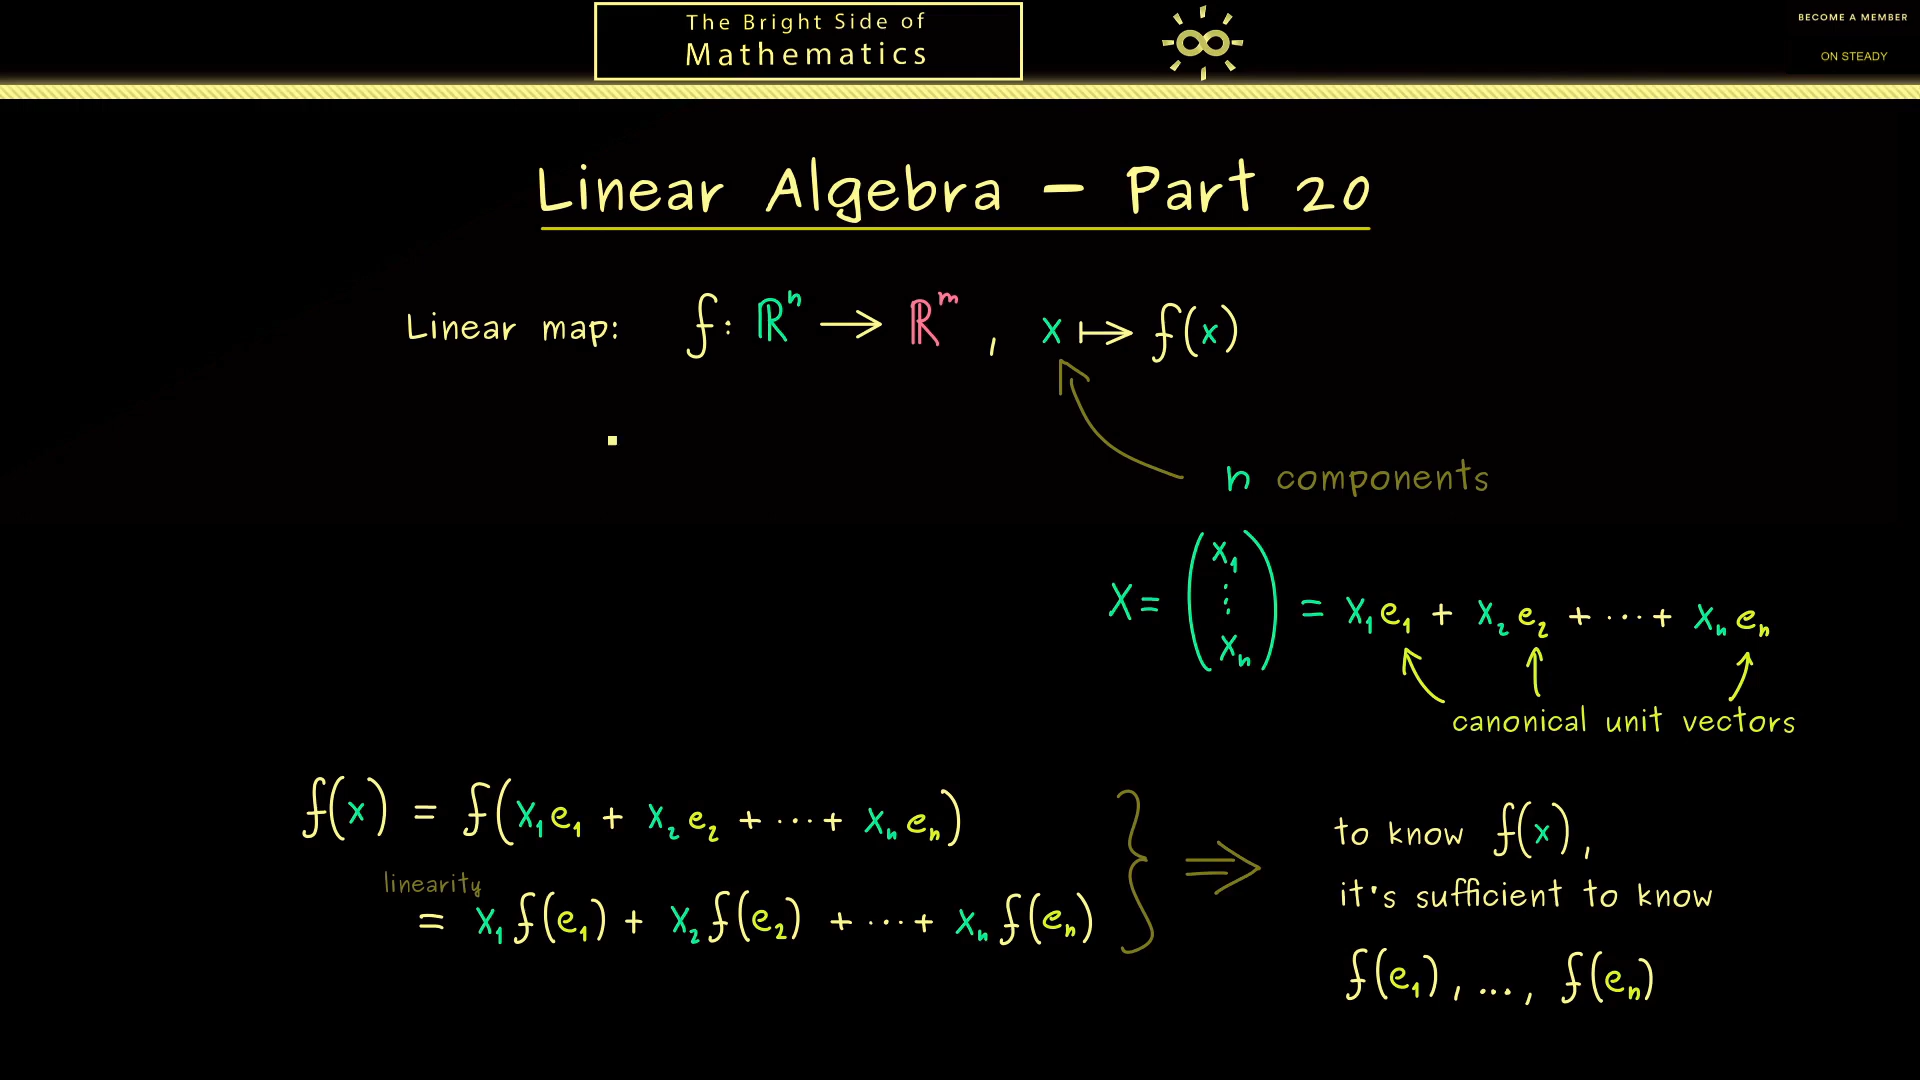 The Bright Side of
Mathematics
BECOME A MEMBER
ON STEADY
Linear Algebra – Part 20
Linear map: f: ℝⁿ ⟶ ℝᵐ , x ⟼ f(x)
n components
x = (x₁ ⋮ xₙ) = x₁e₁ + x₂e₂ + ··· + xₙeₙ
canonical unit vectors
f(x) = f(x₁e₁ + x₂e₂ + ··· + xₙeₙ)
linearity
= x₁f(e₁) + x₂f(e₂) + ··· + xₙf(eₙ)
} ⟹
to know f(x),
it's sufficient to know
f(e₁), ..., f(eₙ)